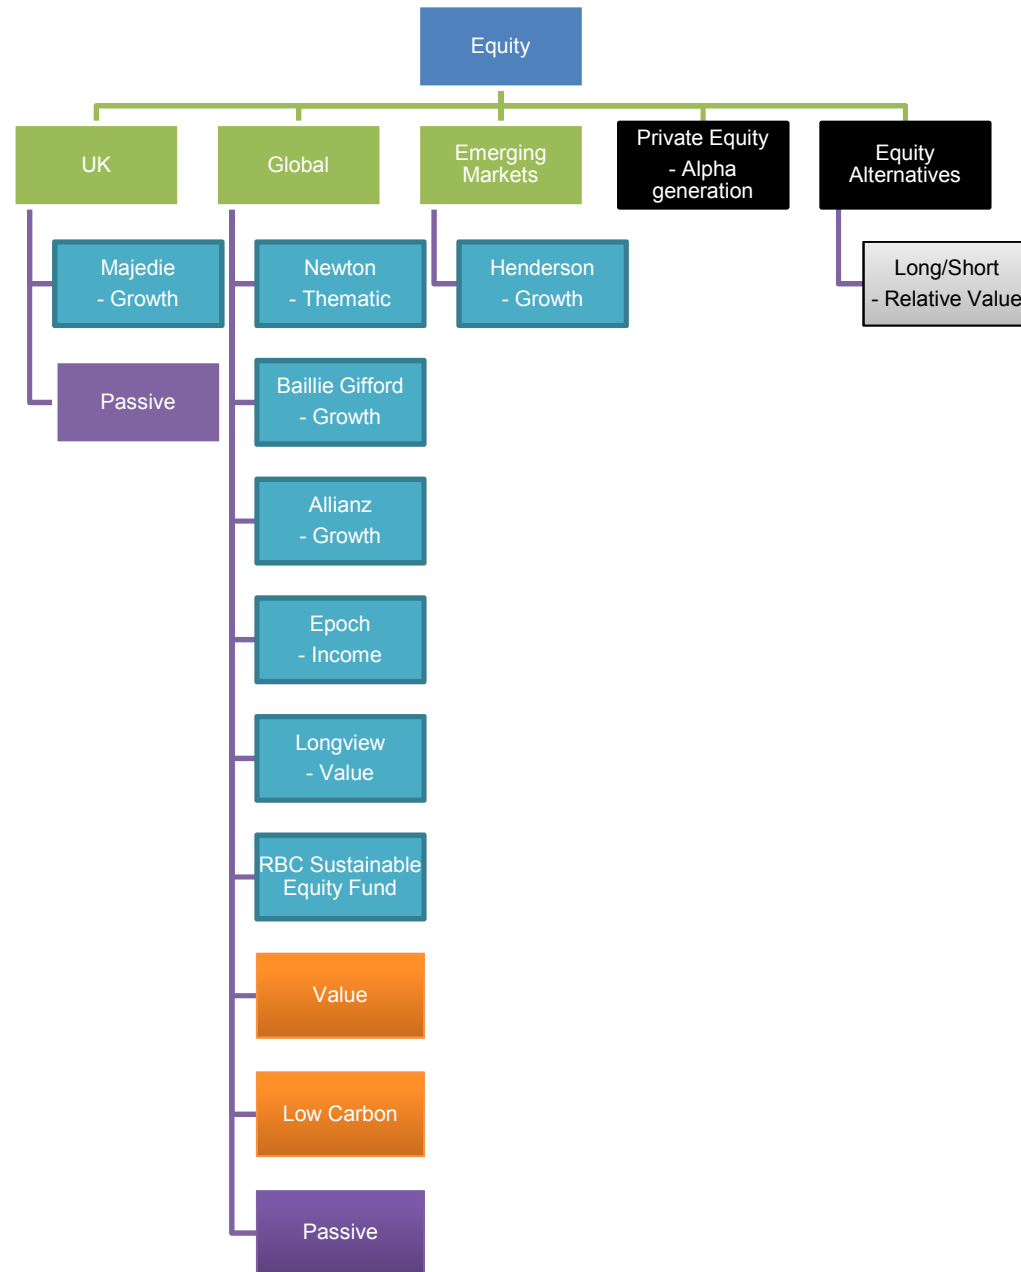 Equity
UK
Global
Emerging
Markets
Private Equity
- Alpha
generation
Equity
Alternatives
Majedie
- Growth
Newton
- Thematic
Henderson
- Growth
Long/Short
- Relative Value
Passive
Baillie Gifford
- Growth
Allianz
- Growth
Epoch
- Income
Longview
- Value
RBC Sustainable
Equity Fund
Value
Low Carbon
Passive